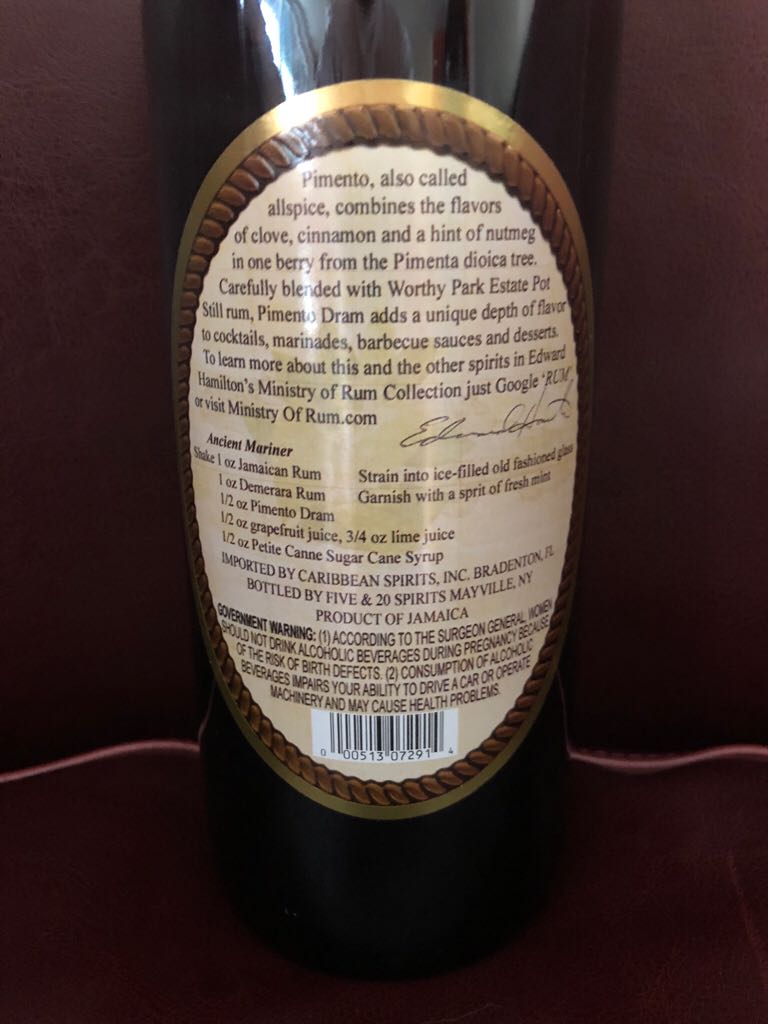 Pimento, also called
allspice, combines the flavors
of clove, cinnamon and a hint of nutmeg
in one berry from the Pimenta dioica tree.
Carefully blended with Worthy Park Estate Pot
Still rum, Pimento Dram adds a unique depth of flavor
to cocktails, marinades, barbecue sauces and desserts.
To learn more about this and the other spirits in Edward
Hamilton's Ministry of Rum Collection just Google 'RUM'
or visit Ministry Of Rum.com
Ancient Mariner
Shake 1 oz Jamaican Rum
1 oz Demerara Rum
1/2 oz Pimento Dram
1/2 oz grapefruit juice, 3/4 oz lime juice
1/2 oz Petite Canne Sugar Cane Syrup
Strain into ice-filled old fashioned glass
Garnish with a sprit of fresh mint
IMPORTED BY CARIBBEAN SPIRITS, INC. BRADENTON, FL
BOTTLED BY FIVE & 20 SPIRITS MAYVILLE, NY
PRODUCT OF JAMAICA
GOVERNMENT WARNING: (1) ACCORDING TO THE SURGEON GENERAL, WOMEN
SHOULD NOT DRINK ALCOHOLIC BEVERAGES DURING PREGNANCY BECAUSE
OF THE RISK OF BIRTH DEFECTS. (2) CONSUMPTION OF ALCOHOLIC
BEVERAGES IMPAIRS YOUR ABILITY TO DRIVE A CAR OR OPERATE
MACHINERY AND MAY CAUSE HEALTH PROBLEMS.
0 00513 07291 4